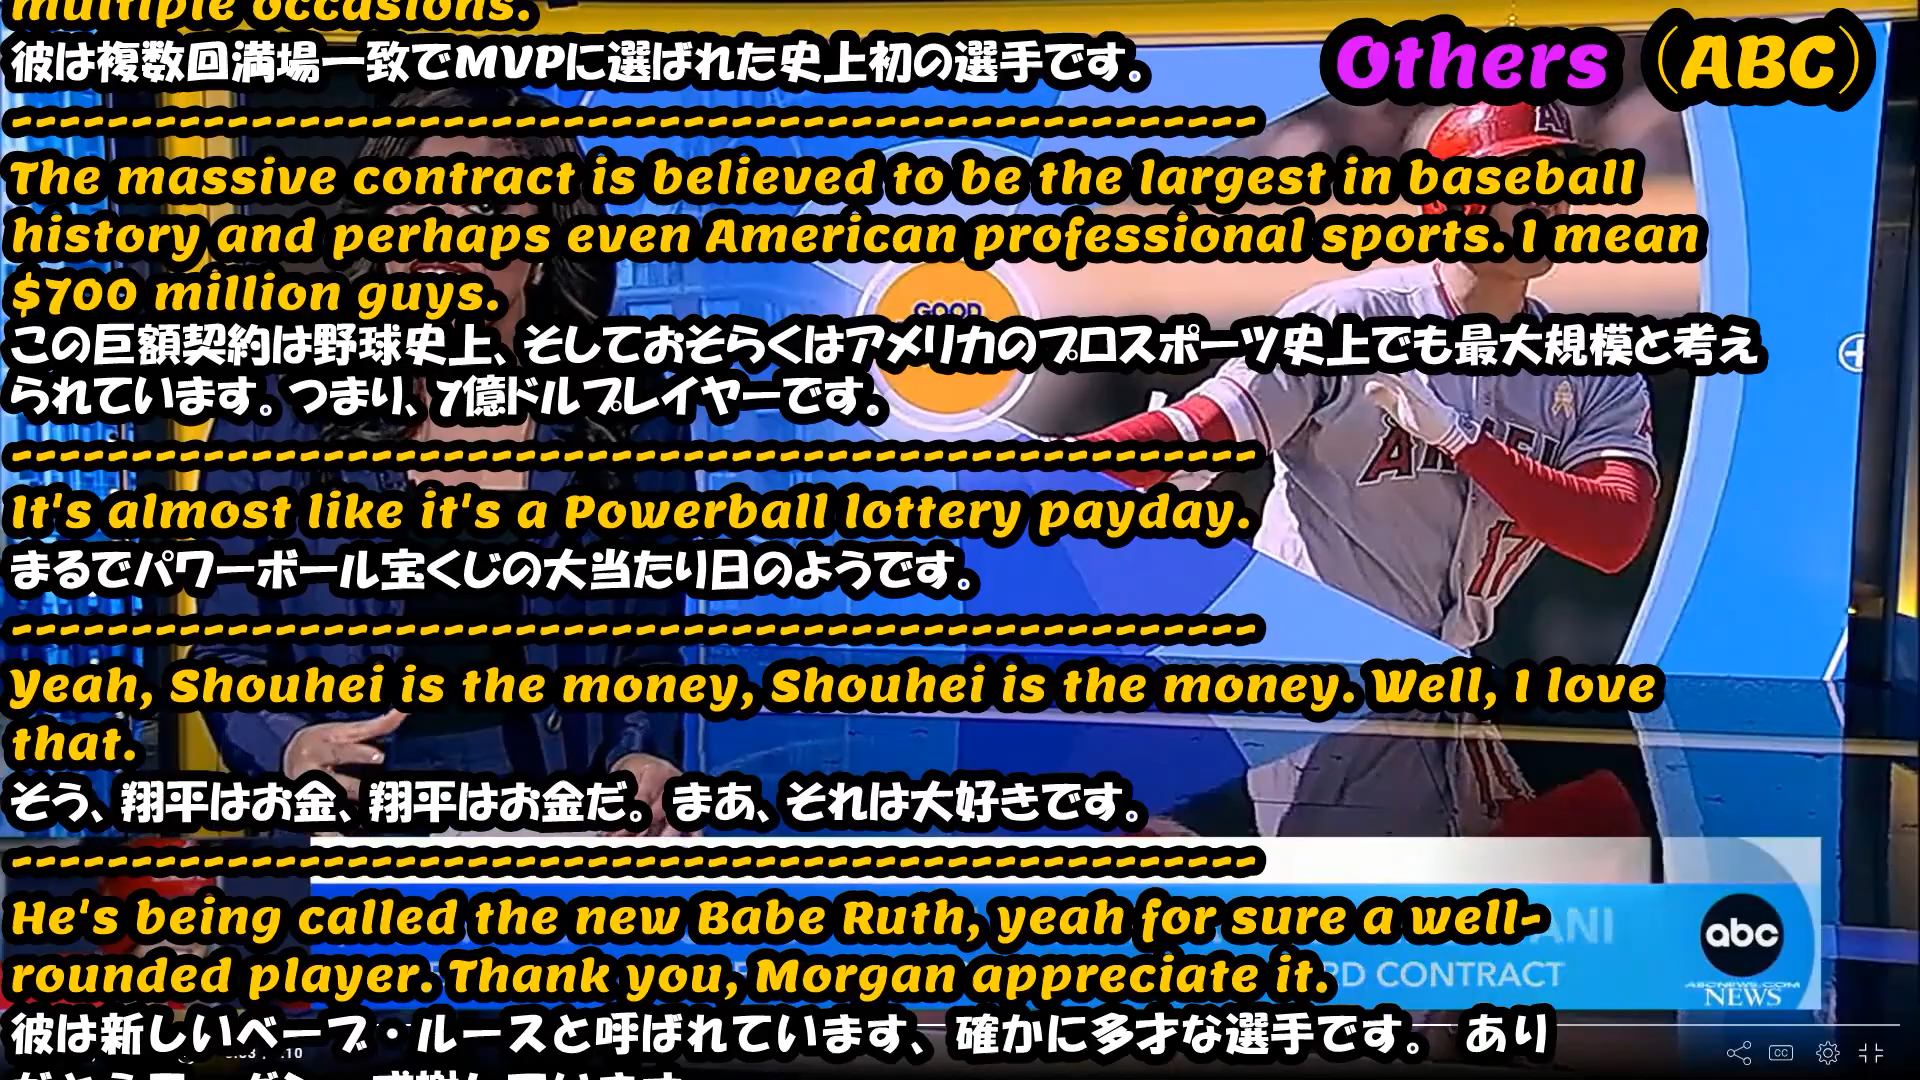 multiple occasions.
彼は複数回満場一致でMVPに選ばれた史上初の選手です。
Others（ABC）
------------------------------------------------
The massive contract is believed to be the largest in baseball
history and perhaps even American professional sports. I mean
$700 million guys.
この巨額契約は野球史上、そしておそらくはアメリカのプロスポーツ史上でも最大規模と考え
られています。つまり、7億ドルプレイヤーです。
GOOD
ANGEL
17
------------------------------------------------
It's almost like it's a Powerball lottery payday.
まるでパワーボール宝くじの大当たり日のようです。
------------------------------------------------
Yeah, Shouhei is the money, Shouhei is the money. Well, I love
that.
そう、翔平はお金、翔平はお金だ。まあ、それは大好きです。
------------------------------------------------
He's being called the new Babe Ruth, yeah for sure a well-
rounded player. Thank you, Morgan appreciate it.
ANI
RD CONTRACT
abc
ABCNEWS.COM
NEWS
彼は新しいベーブ・ルースと呼ばれています、確かに多才な選手です。 あり
CC